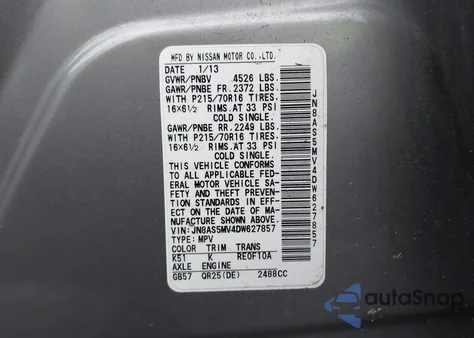 MFD BY NISSAN MOTOR CO.,LTD.
DATE 1/13
GVWR/PNBV 4526 LBS.
GAWR/PNBE FR. 2372 LBS.
WITH P215/70R16 TIRES,
16×6½ RIMS.AT 33 PSI
COLD SINGLE.
GAWR/PNBE RR. 2249 LBS.
WITH P215/70R16 TIRES,
16×6½ RIMS.AT 33 PSI
COLD SINGLE.
THIS VEHICLE CONFORMS
TO ALL APPLICABLE FED-
ERAL MOTOR VEHICLE SA-
FETY AND THEFT PREVEN-
TION STANDARDS IN EFF-
ECT ON THE DATE OF MA-
NUFACTURE SHOWN ABOVE.
VIN:JN8AS5MV4DW627857
TYPE: MPV
COLOR TRIM TRANS
K51 K RE0F10A
AXLE ENGINE
GB57 QR25(DE) 2488CC
JN8AS5MV4DW627857
autoSnap